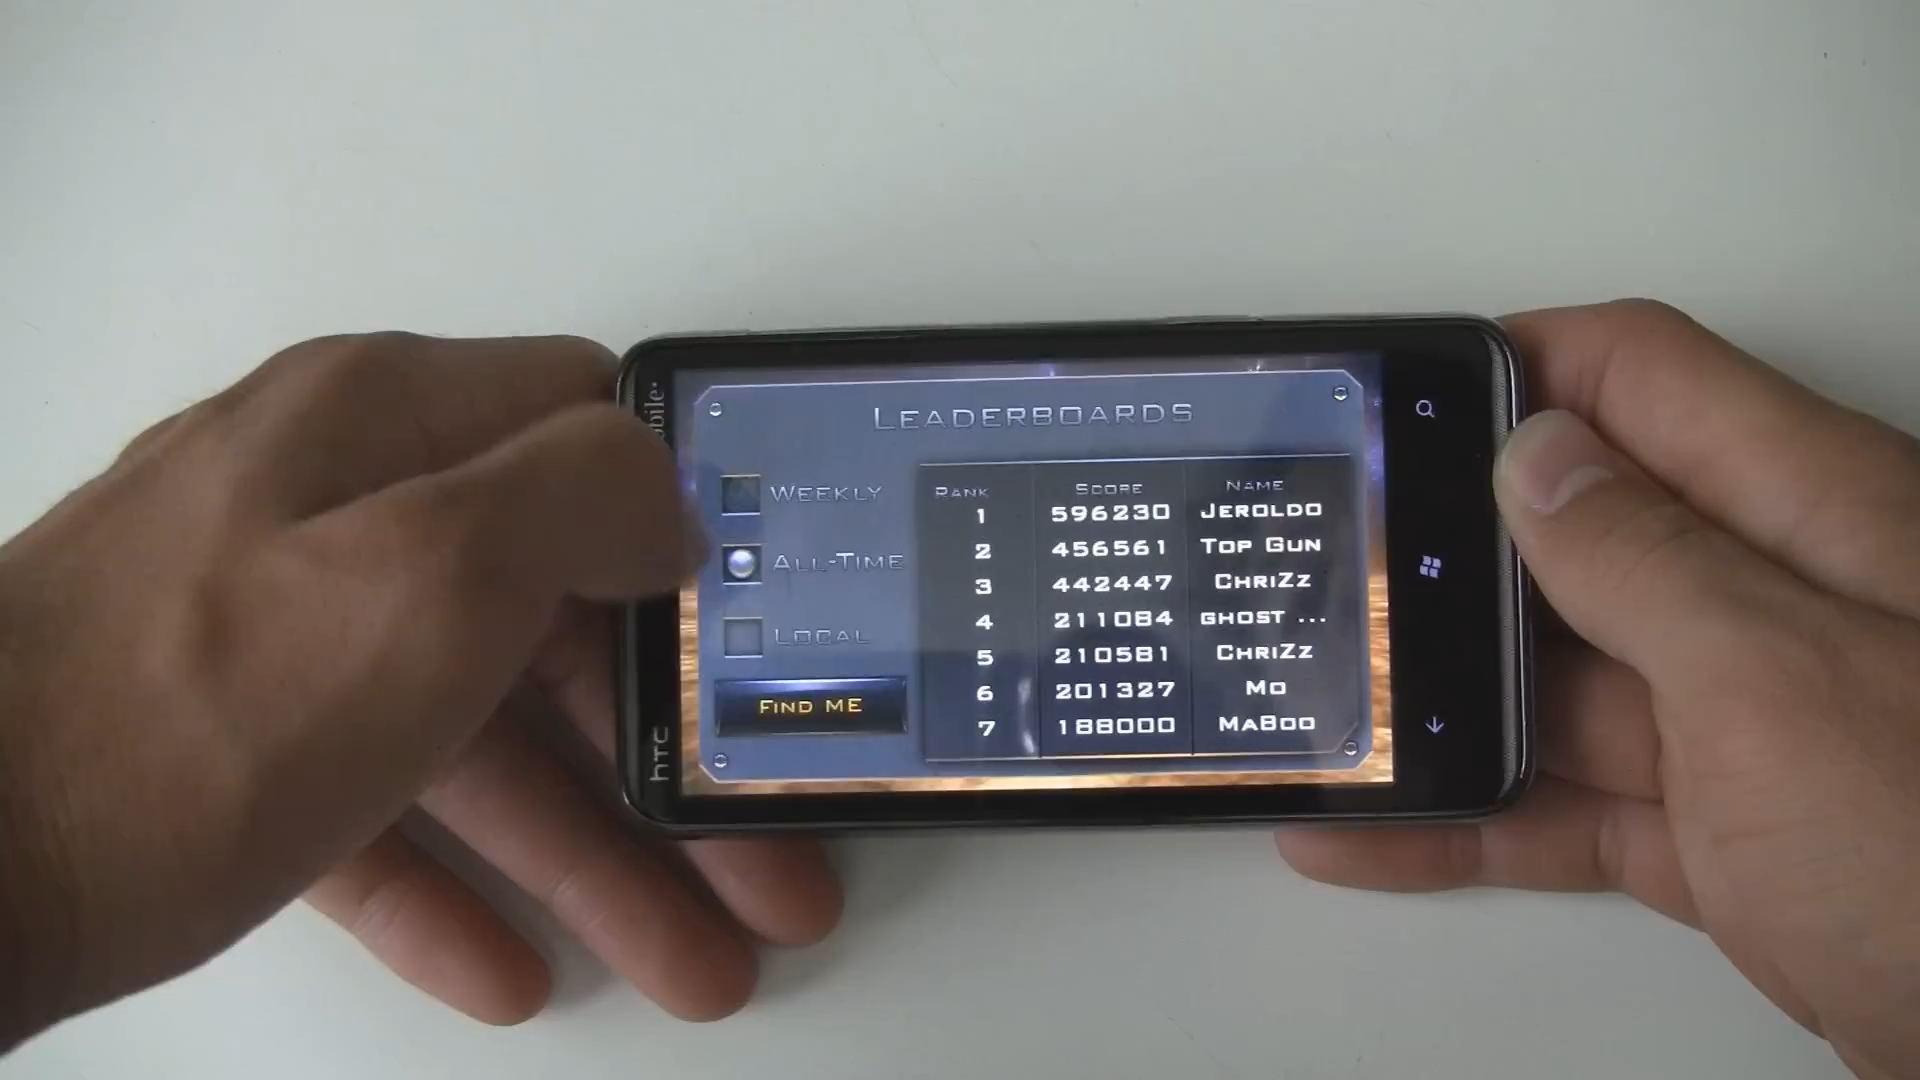 Leaderboards
Weekly
All-Time
Local
Find Me
Rank Score Name
1 596230 Jeroldo
2 456561 Top Gun
3 442447 ChriZz
4 211084 ghost ...
5 210581 ChriZz
6 201327 Mo
7 188000 MaBoo
hTC